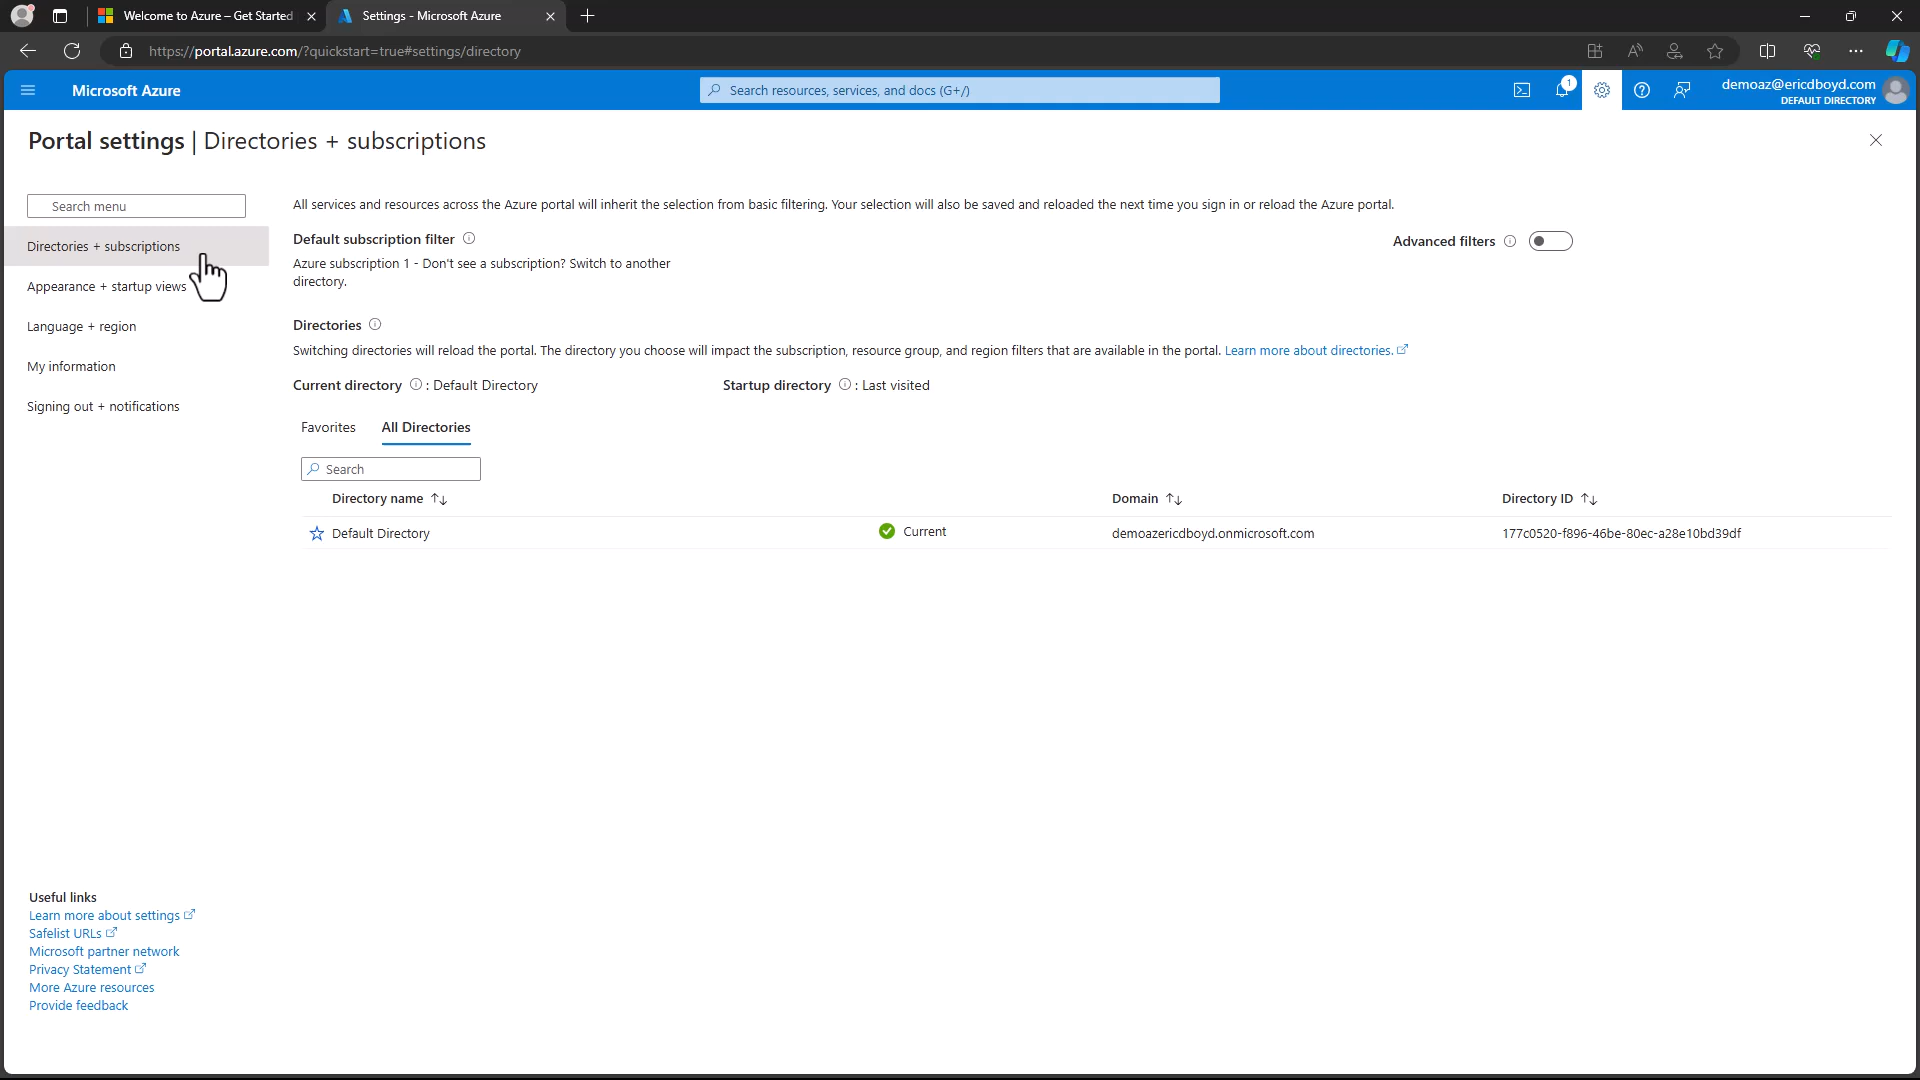 Welcome to Azure – Get Started
Settings - Microsoft Azure
https://portal.azure.com/?quickstart=true#settings/directory
Microsoft Azure
Search resources, services, and docs (G+/)
1
demoaz@ericdboyd.com
DEFAULT DIRECTORY
Portal settings | Directories + subscriptions
Search menu
Directories + subscriptions
Appearance + startup views
Language + region
My information
Signing out + notifications
All services and resources across the Azure portal will inherit the selection from basic filtering. Your selection will also be saved and reloaded the next time you sign in or reload the Azure portal.
Default subscription filter
Advanced filters
Azure subscription 1 - Don't see a subscription? Switch to another
directory.
Directories
Switching directories will reload the portal. The directory you choose will impact the subscription, resource group, and region filters that are available in the portal. Learn more about directories.
Current directory : Default Directory
Startup directory : Last visited
Favorites
All Directories
Search
Directory name
Domain
Directory ID
Default Directory
Current
demoazericdboyd.onmicrosoft.com
177c0520-f896-46be-80ec-a28e10bd39df
Useful links
Learn more about settings
Safelist URLs
Microsoft partner network
Privacy Statement
More Azure resources
Provide feedback